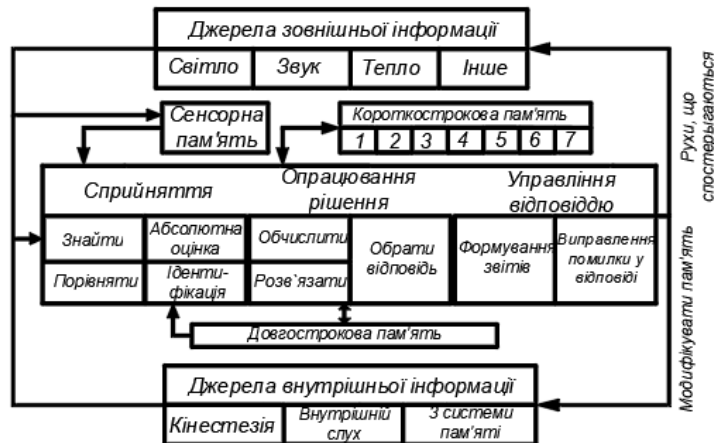 Джерела зовнішньої інформації
Світло
Звук
Тепло
Інше
Сенсорна
пам'ять
Короткострокова пам'ять
1 2 3 4 5 6 7
Сприйняття
Опрацювання
рішення
Управління
відповіддю
Знайти
Абсолютна
оцінка
Обчислити
Обрати
відповідь
Формування
звітів
Виправлення
помилки у
відповіді
Порівняти
Іденти-
фікація
Розв`язати
Довгострокова пам'ять
Джерела внутрішньої інформації
Кінестезія
Внутрішній
слух
З системи
пам'яті
Рухи, що
спостерыгаються
Модифікувати пам'ять